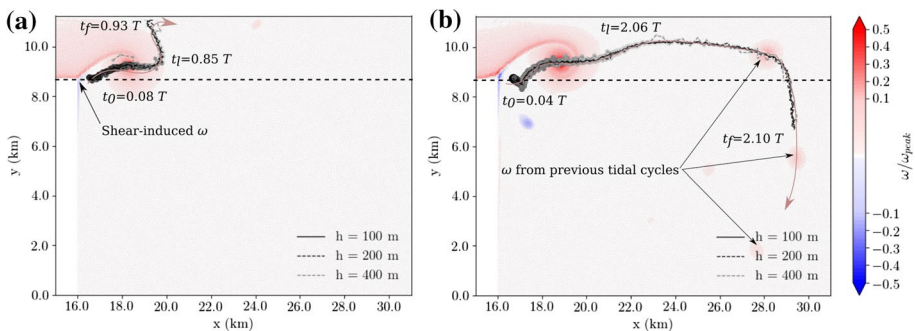 (a)
10.0
8.0
6.0
4.0
2.0
0.0
y (km)
16.0 18.0 20.0 22.0 24.0 26.0 28.0 30.0
x (km)
t_f=0.93 T
t_l=0.85 T
t_0=0.08 T
Shear-induced ω
h = 100 m
h = 200 m
h = 400 m
(b)
10.0
8.0
6.0
4.0
2.0
0.0
y (km)
16.0 18.0 20.0 22.0 24.0 26.0 28.0 30.0
x (km)
t_l=2.06 T
t_0=0.04 T
t_f=2.10 T
ω from previous tidal cycles
h = 100 m
h = 200 m
h = 400 m
0.5
0.4
0.3
0.2
0.1
−0.1
−0.2
−0.3
−0.4
−0.5
ω/ω_peak